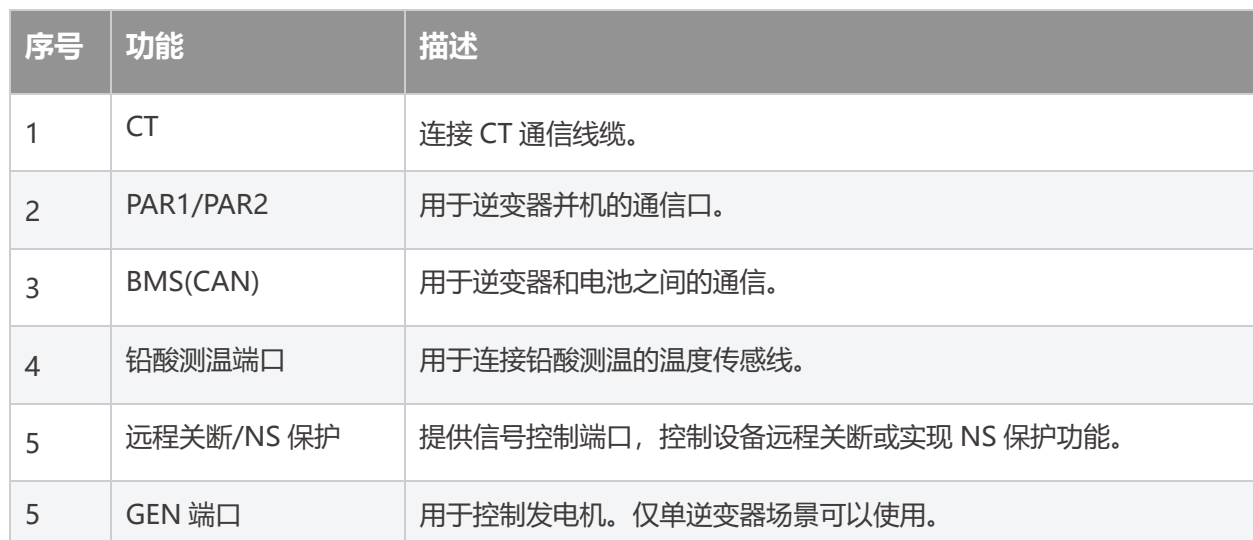 序号 功能 描述
1 CT 连接 CT 通信线缆。
2 PAR1/PAR2 用于逆变器并机的通信口。
3 BMS(CAN) 用于逆变器和电池之间的通信。
4 铅酸测温端口 用于连接铅酸测温的温度传感线。
5 远程关断/NS 保护 提供信号控制端口，控制设备远程关断或实现 NS 保护功能。
5 GEN 端口 用于控制发电机。仅单逆变器场景可以使用。